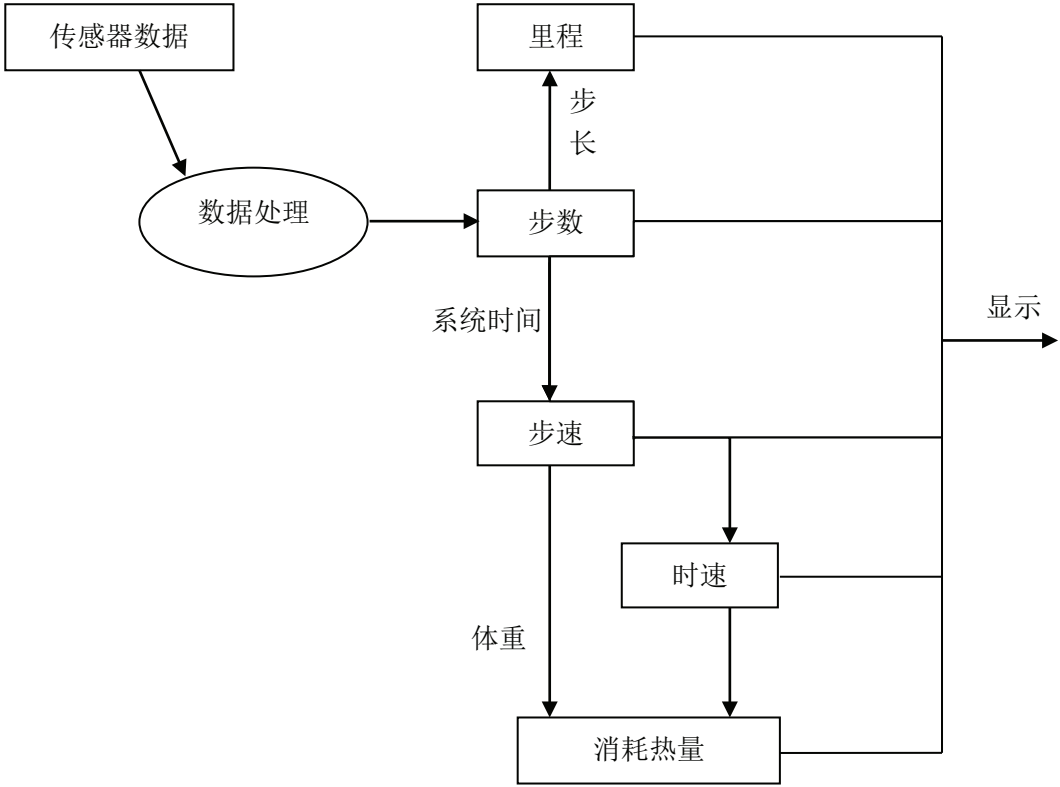 传感器数据
里程
步
长
数据处理
步数
系统时间
显示
步速
时速
体重
消耗热量